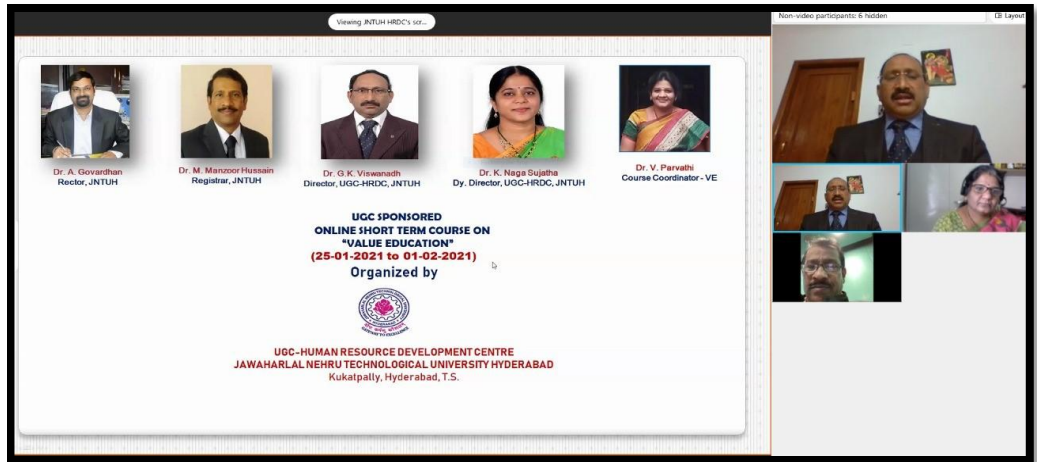 Viewing JNTUH HRDC's scr...
Non-video participants: 6 hidden
Layout
Dr. A. Govardhan
Rector, JNTUH
Dr. M. Manzoor Hussain
Registrar, JNTUH
Dr. G.K. Viswanadh
Director, UGC-HRDC, JNTUH
Dr. K. Naga Sujatha
Dy. Director, UGC-HRDC, JNTUH
Dr. V. Parvathi
Course Coordinator - VE
UGC SPONSORED
ONLINE SHORT TERM COURSE ON
"VALUE EDUCATION"
(25-01-2021 to 01-02-2021)
Organized by
UGC-HUMAN RESOURCE DEVELOPMENT CENTRE
JAWAHARLAL NEHRU TECHNOLOGICAL UNIVERSITY HYDERABAD
Kukatpally, Hyderabad, T.S.